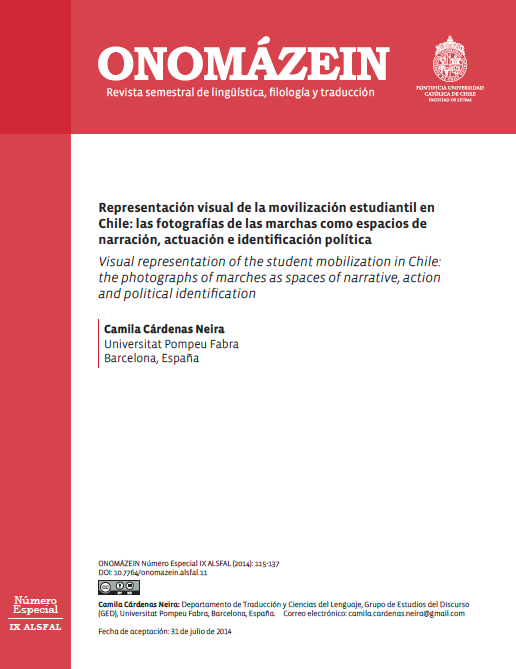 ONOMÁZEIN
Revista semestral de lingüística, filología y traducción
PONTIFICIA UNIVERSIDAD
CATÓLICA DE CHILE
FACULTAD DE LETRAS
Representación visual de la movilización estudiantil en
Chile: las fotografías de las marchas como espacios de
narración, actuación e identificación política
Visual representation of the student mobilization in Chile:
the photographs of marches as spaces of narrative, action
and political identification
Camila Cárdenas Neira
Universitat Pompeu Fabra
Barcelona, España
ONOMÁZEIN Número Especial IX ALSFAL (2014): 115-137
DOI: 10.7764/onomazein.alsfal.11
Camila Cárdenas Neira: Departamento de Traducción y Ciencias del Lenguaje, Grupo de Estudios del Discurso
(GED), Universitat Pompeu Fabra, Barcelona, España. Correo electrónico: camila.cardenas.neira@gmail.com
Fecha de aceptación: 31 de julio de 2014
Número
Especial
IX ALSFAL